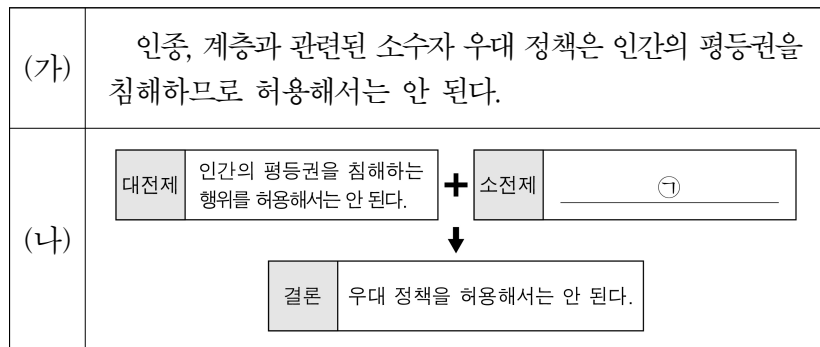 (가)
인종, 계층과 관련된 소수자 우대 정책은 인간의 평등권을
침해하므로 허용해서는 안 된다.
(나)
대전제
인간의 평등권을 침해하는
행위를 허용해서는 안 된다.
+
소전제
㉠
결론
우대 정책을 허용해서는 안 된다.